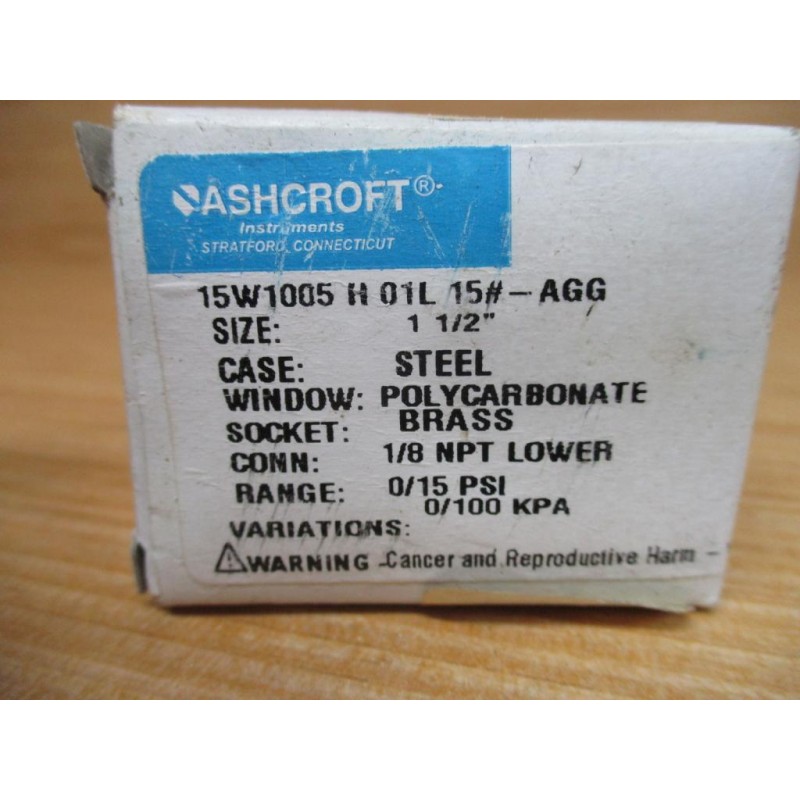 ASHCROFT®
Instruments
STRATFORD, CONNECTICUT
15W1005 H 01L 15#-AGG
SIZE: 1 1/2"
CASE: STEEL
WINDOW: POLYCARBONATE
SOCKET: BRASS
CONN: 1/8 NPT LOWER
RANGE: 0/15 PSI
0/100 KPA
VARIATIONS:
⚠WARNING -Cancer and Reproductive Harm -